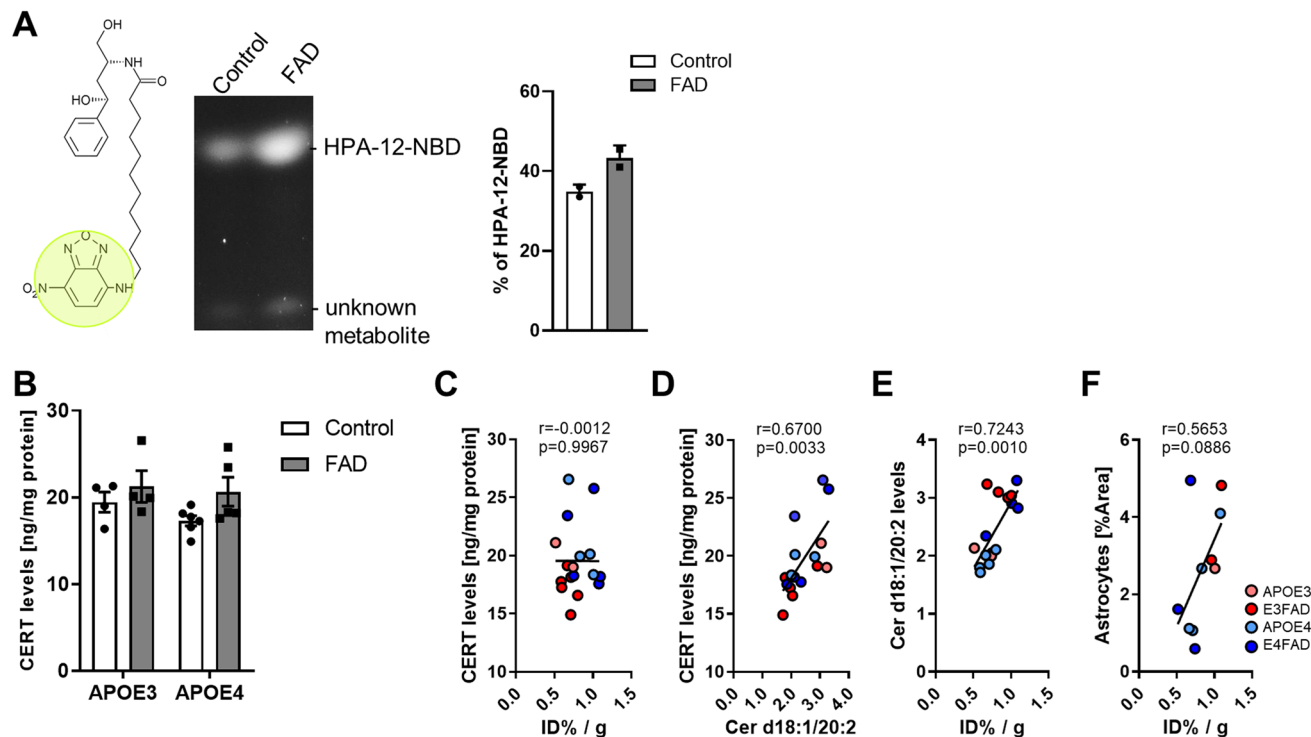 A
OH
NH
O
HO
N
O
N
O2N
NH
Control
FAD
HPA-12-NBD
unknown
metabolite
Control
FAD
% of HPA-12-NBD
60
40
20
0
B
CERT levels [ng/mg protein]
30
20
10
0
APOE3
APOE4
Control
FAD
C
r=-0.0012
p=0.9967
CERT levels [ng/mg protein]
30
25
20
15
10
0.0
0.5
1.0
1.5
ID% / g
D
r=0.6700
p=0.0033
CERT levels [ng/mg protein]
30
25
20
15
10
0.0
1.0
2.0
3.0
4.0
Cer d18:1/20:2
E
r=0.7243
p=0.0010
Cer d18:1/20:2 levels
4
3
2
1
0
0.0
0.5
1.0
1.5
ID% / g
F
r=0.5653
p=0.0886
Astrocytes [%Area]
6
4
2
0
0.0
0.5
1.0
1.5
ID% / g
APOE3
E3FAD
APOE4
E4FAD